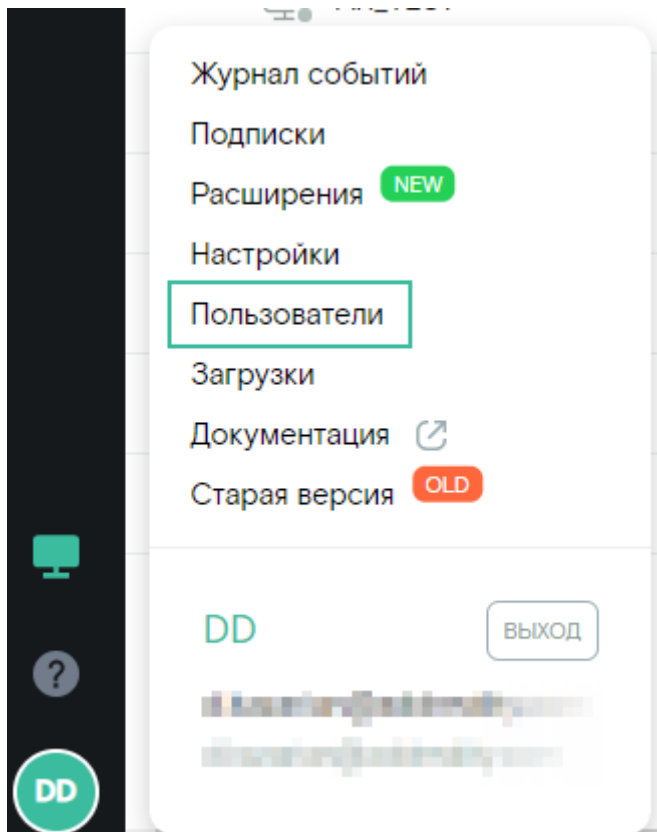 Журнал событий
Подписки
Расширения NEW
Настройки
Пользователи
Загрузки
Документация
Старая версия OLD
DD ВЫХОД
?
DD